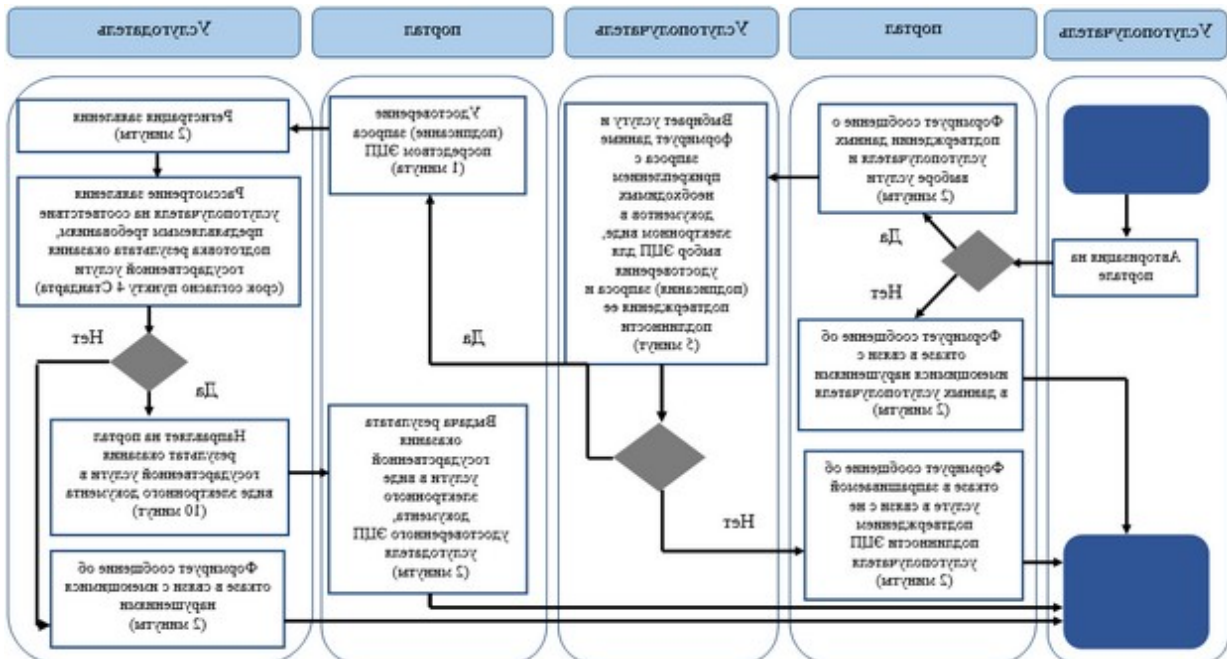 Услугополучатель
портал
Услугополучатель
портал
Услугодатель
Авторизация на
портале
Формирует сообщение о
подтверждении данных
услугополучателя и
выборе услуги
(2 минуты)
Да
Нет
Формирует сообщение об
отказе в связи с
имеющимися нарушениями
в данных услугополучателя
(2 минуты)
Формирует сообщение об
отказе в запрашиваемой
услуге в связи с не
подтверждением
подлинности ЭЦП
услугополучателя
(2 минуты)
Выбирает услугу и
формирует данные
запроса с
прикреплением
необходимых
документов в
электронном виде,
выбор ЭЦП для
удостоверения
(подписания) запроса и
подтверждения ее
подлинности
(5 минут)
Нет
Да
Удостоверение
(подписание) запроса
посредством ЭЦП
(1 минута)
Выдача результата
оказания
государственной
услуги в виде
электронного
документа,
удостоверенного ЭЦП
услугодателя
(2 минуты)
Регистрация заявления
(2 минуты)
Рассмотрение заявления
услугополучателя на соответствие
предъявляемым требованиям,
подготовка результата оказания
государственной услуги
(срок согласно пункту 4 Стандарта)
Нет
Да
Направляет на портал
результат оказания
государственной услуги в
виде электронного документа
(10 минут)
Формирует сообщение об
отказе в связи с имеющимися
нарушениями
(2 минуты)